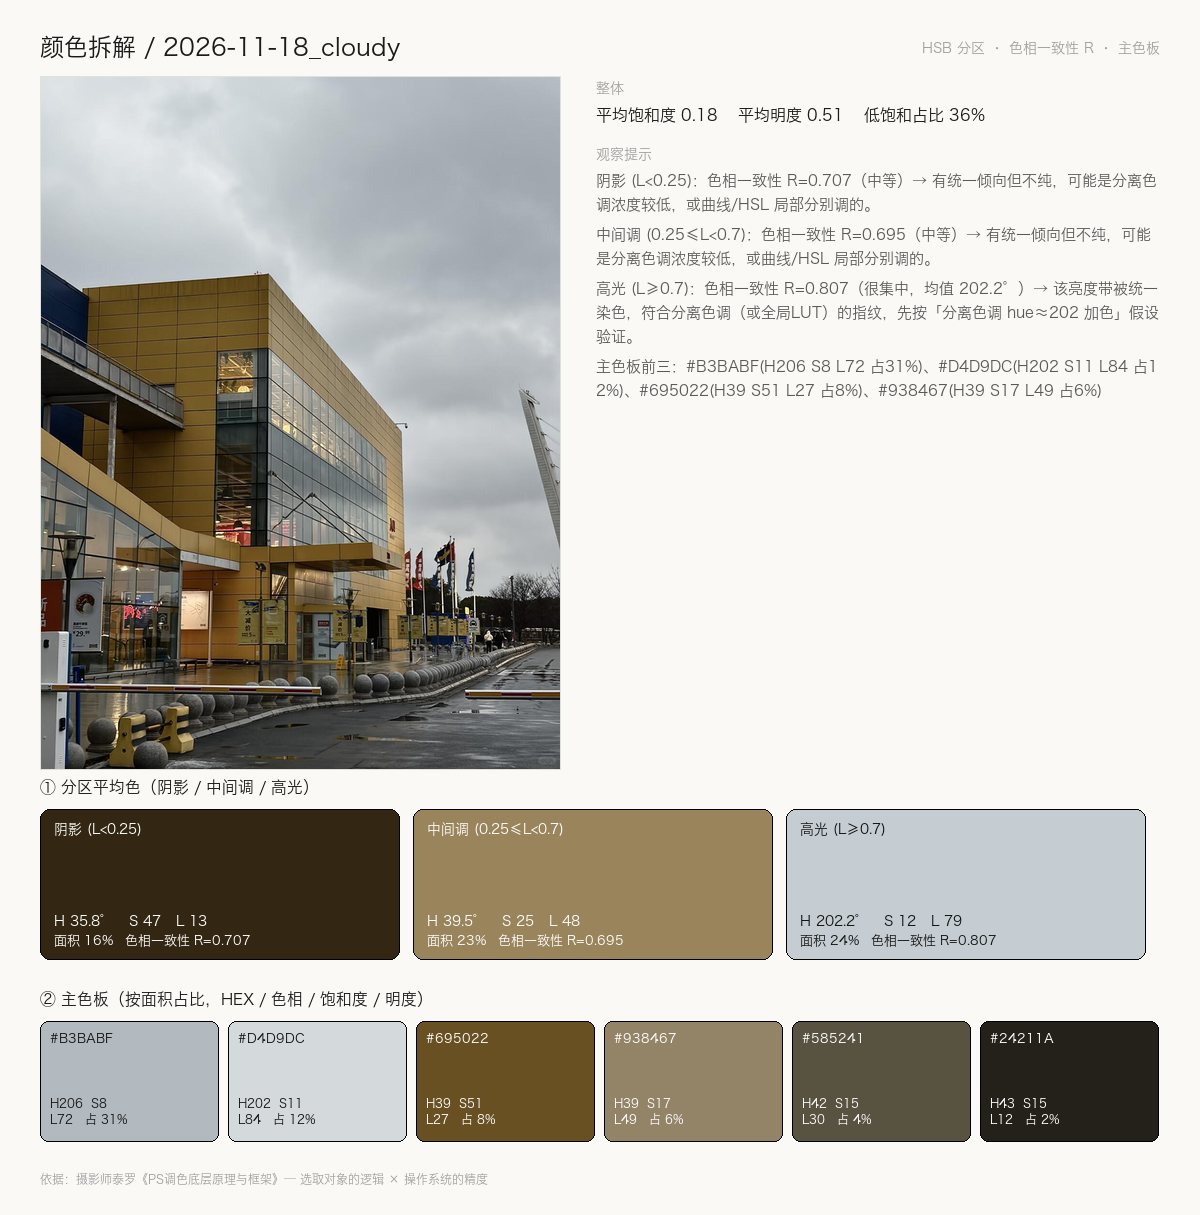 颜色拆解 / 2026-11-18_cloudy
HSB 分区 · 色相一致性 R · 主色板
整体
平均饱和度 0.18 平均明度 0.51 低饱和占比 36%
观察提示
阴影 (L<0.25)：色相一致性 R=0.707（中等）→ 有统一倾向但不纯，可能是分离色
调浓度较低，或曲线/HSL 局部分别调的。
中间调 (0.25≤L<0.7)：色相一致性 R=0.695（中等）→ 有统一倾向但不纯，可能
是分离色调浓度较低，或曲线/HSL 局部分别调的。
高光 (L≥0.7)：色相一致性 R=0.807（很集中，均值 202.2°）→ 该亮度带被统一
染色，符合分离色调（或全局LUT）的指纹，先按「分离色调 hue≈202 加色」假设
验证。
主色板前三：#B3BABF(H206 S8 L72 占31%)、#D4D9DC(H202 S11 L84 占1
2%)、#695022(H39 S51 L27 占8%)、#938467(H39 S17 L49 占6%)
① 分区平均色（阴影 / 中间调 / 高光）
阴影 (L<0.25)
H 35.8° S 47 L 13
面积 16% 色相一致性 R=0.707
中间调 (0.25≤L<0.7)
H 39.5° S 25 L 48
面积 23% 色相一致性 R=0.695
高光 (L≥0.7)
H 202.2° S 12 L 79
面积 24% 色相一致性 R=0.807
② 主色板（按面积占比，HEX / 色相 / 饱和度 / 明度）
#B3BABF
H206 S8
L72 占 31%
#D4D9DC
H202 S11
L84 占 12%
#695022
H39 S51
L27 占 8%
#938467
H39 S17
L49 占 6%
#585241
H42 S15
L30 占 4%
#24211A
H43 S15
L12 占 2%
依据：摄影师泰罗《PS调色底层原理与框架》— 选取对象的逻辑 × 操作系统的精度